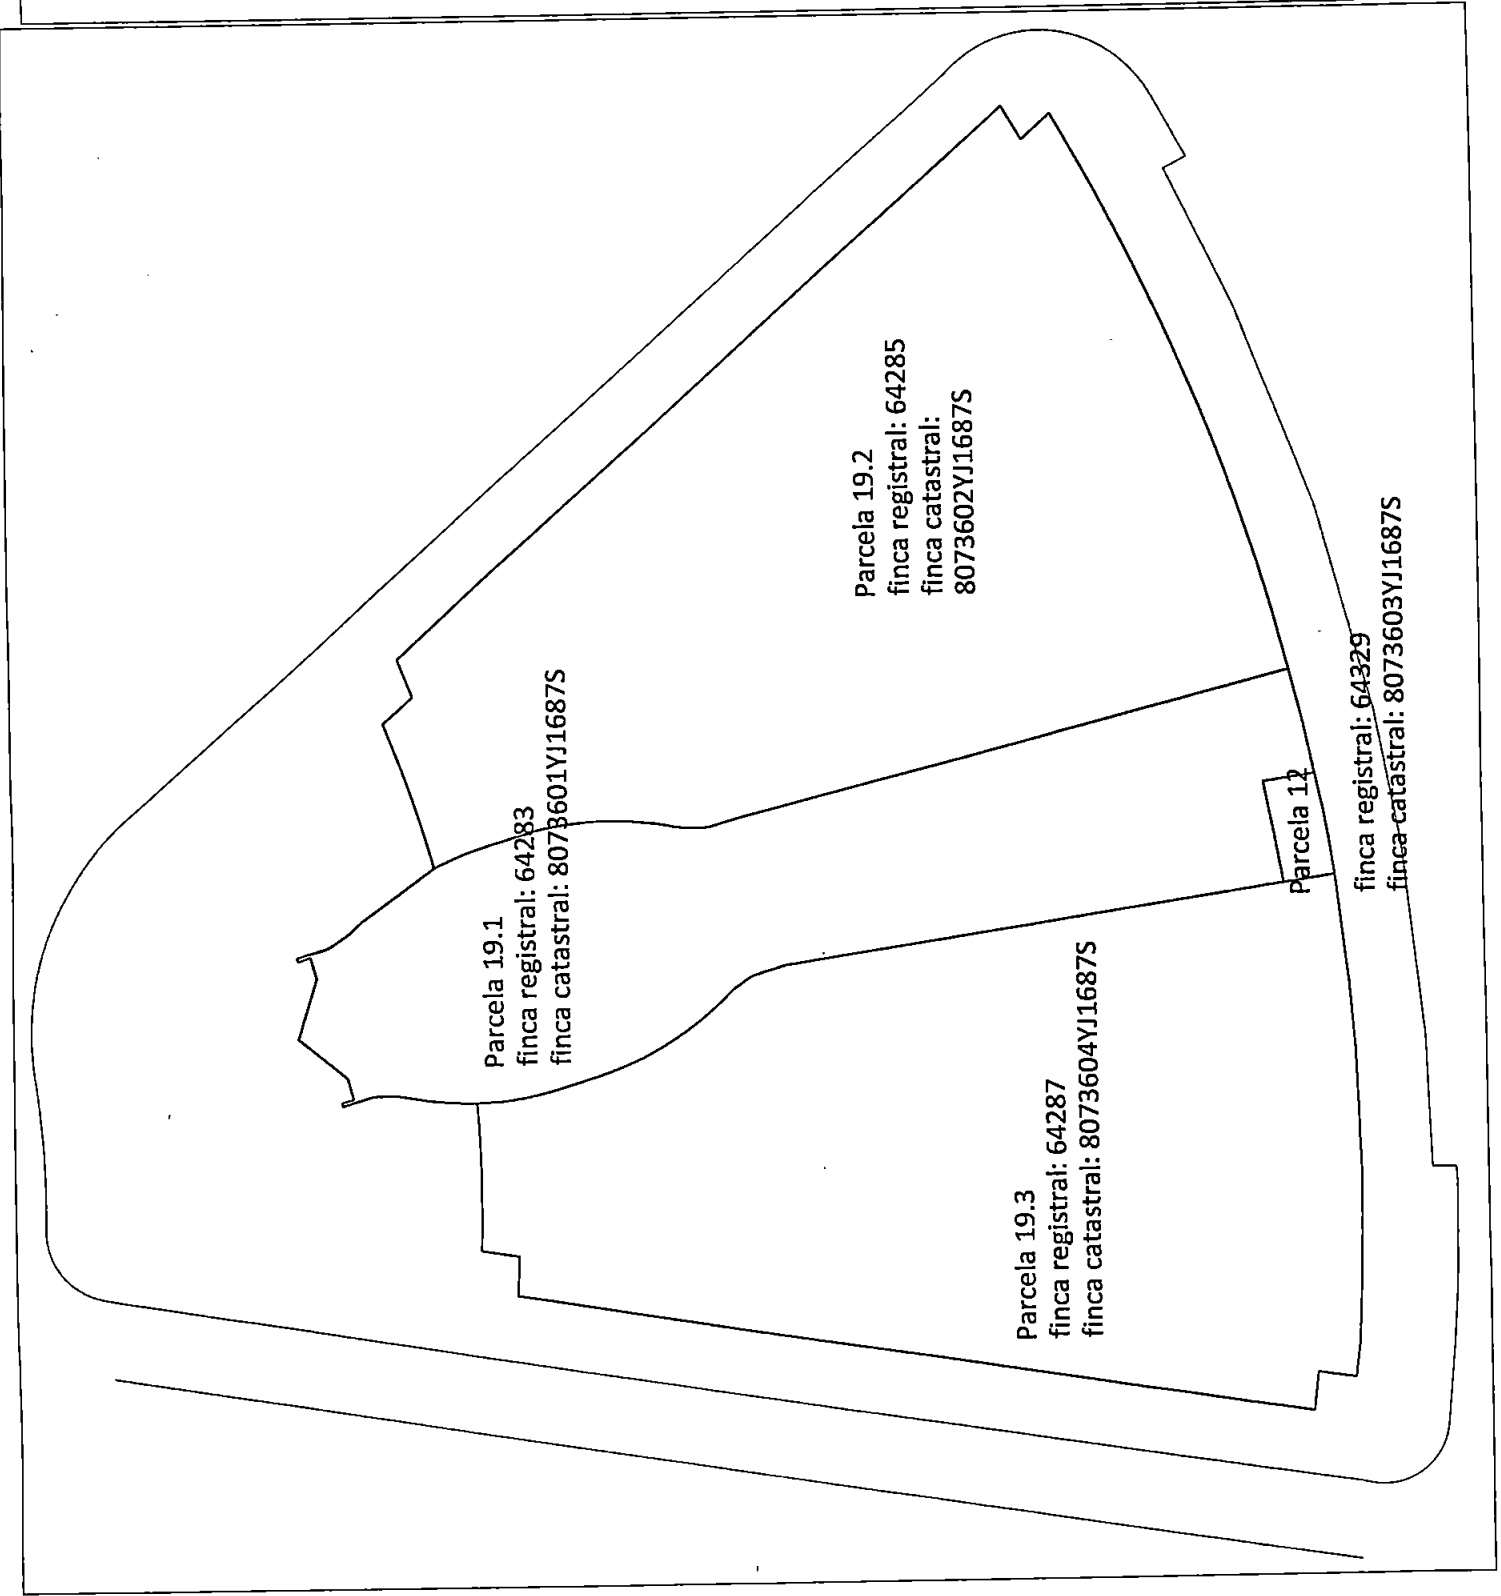 Parcela 19.1
finca registral: 64283
finca catastral: 8073601YJ1687S
Parcela 19.2
finca registral: 64285
finca catastral:
8073602YJ1687S
Parcela 19.3
finca registral: 64287
finca catastral: 8073604YJ1687S
Parcela 12
finca registral: 64329
finca catastral: 8073603YJ1687S